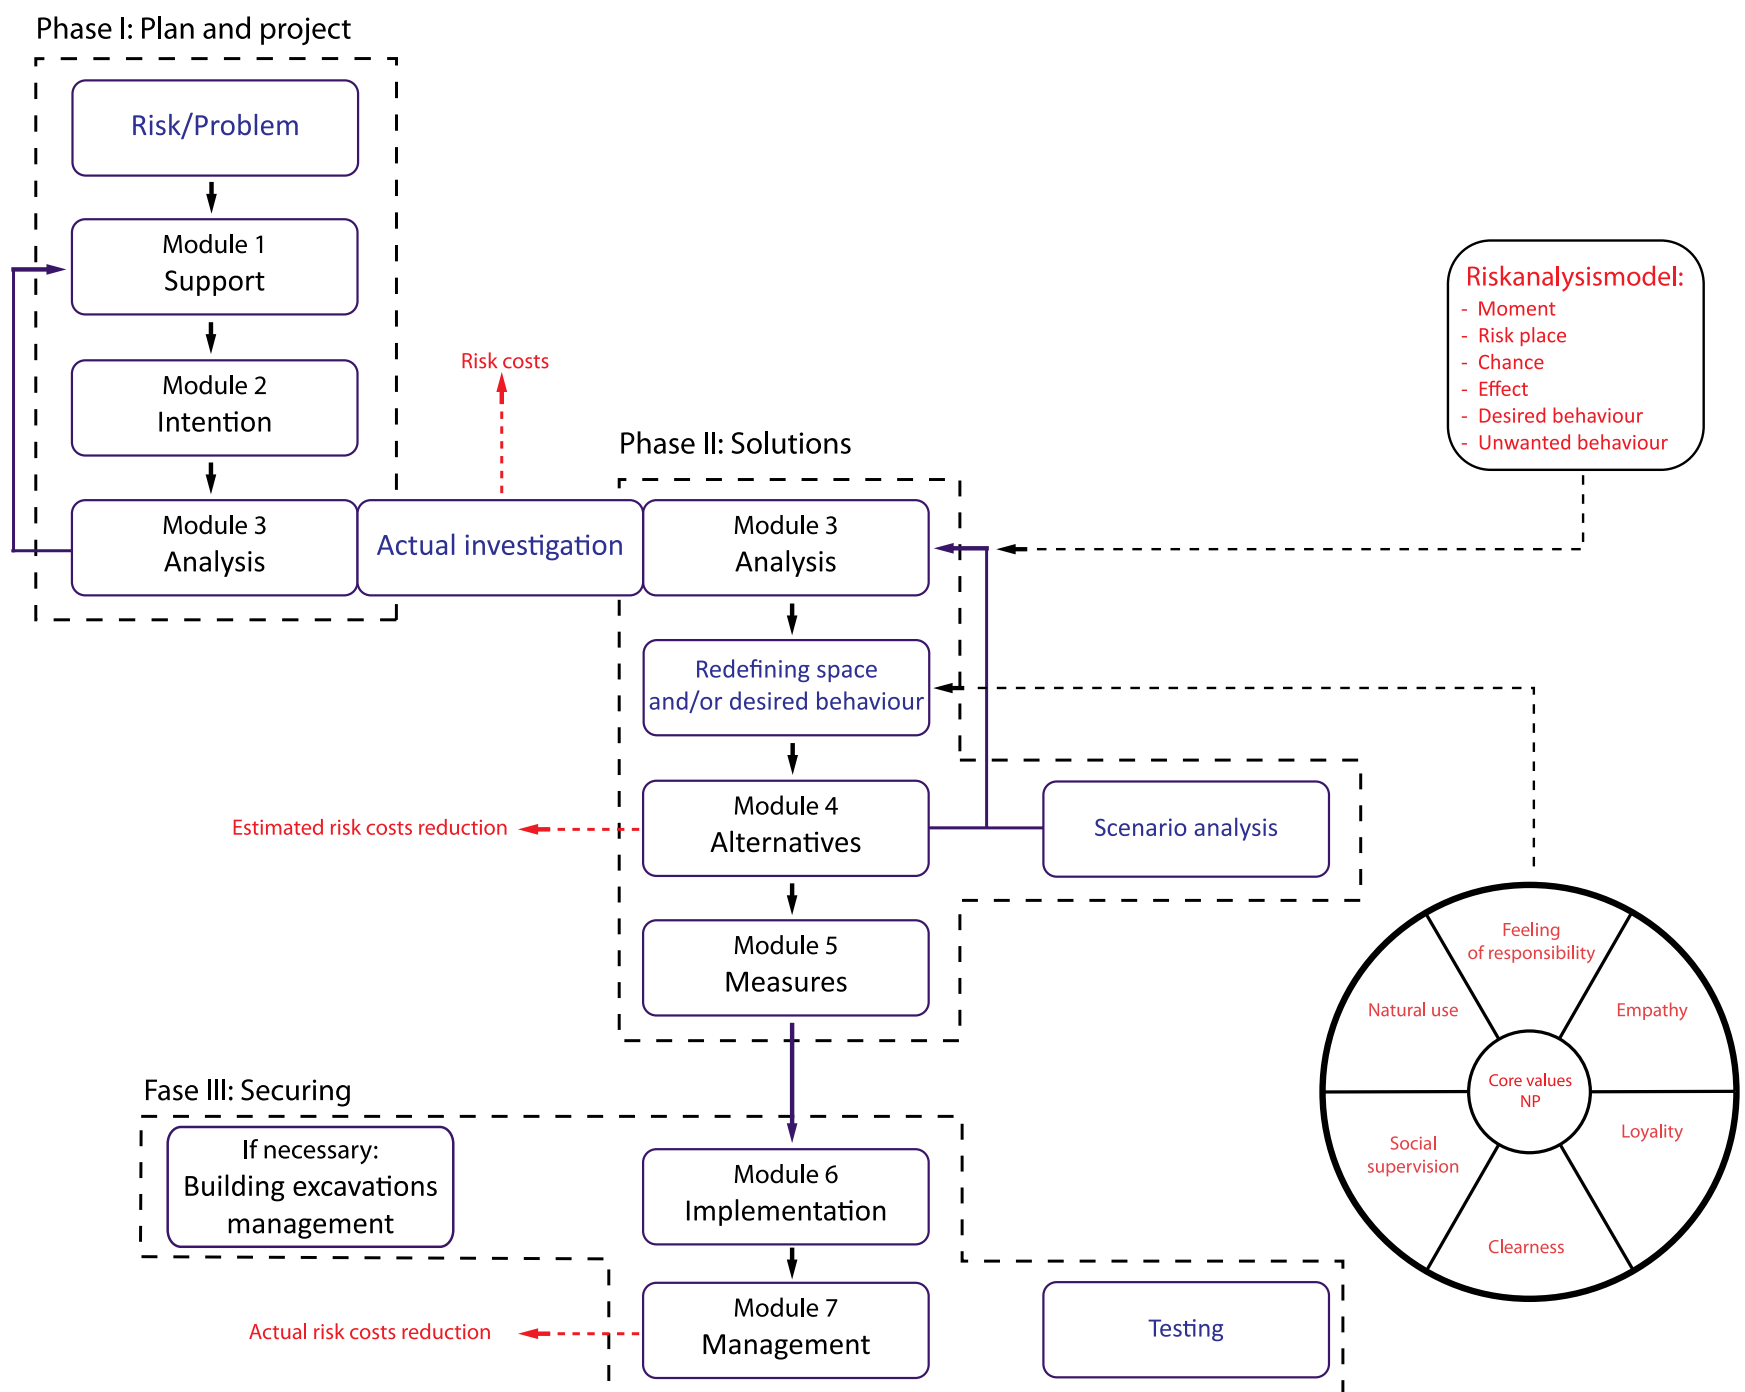 Phase I: Plan and project
Risk/Problem
Module 1
Support
Module 2
Intention
Module 3
Analysis
Actual investigation
Risk costs
Phase II: Solutions
Module 3
Analysis
Redefining space
and/or desired behaviour
Module 4
Alternatives
Estimated risk costs reduction
Scenario analysis
Module 5
Measures
Riskanalysismodel:
- Moment
- Risk place
- Chance
- Effect
- Desired behaviour
- Unwanted behaviour
Feeling
of responsibility
Natural use
Empathy
Core values
NP
Social
supervision
Loyality
Clearness
Fase III: Securing
If necessary:
Building excavations
management
Module 6
Implementation
Module 7
Management
Actual risk costs reduction
Testing